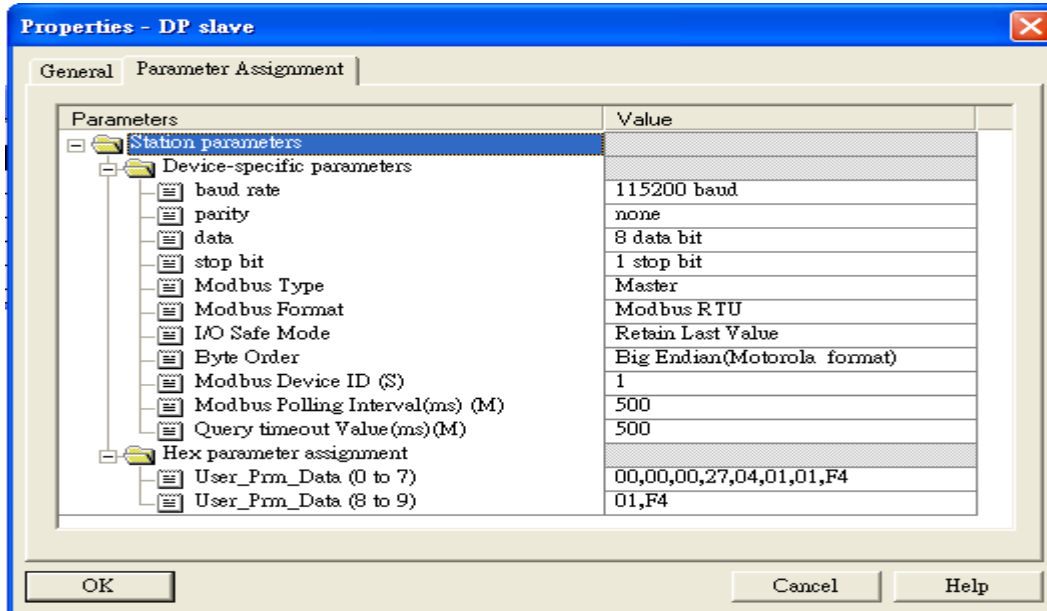 Properties - DP slave
General Parameter Assignment
Parameters Value
Station parameters
Device-specific parameters
baud rate 115200 baud
parity none
data 8 data bit
stop bit 1 stop bit
Modbus Type Master
Modbus Format Modbus RTU
I/O Safe Mode Retain Last Value
Byte Order Big Endian(Motorola format)
Modbus Device ID (S) 1
Modbus Polling Interval(ms) (M) 500
Query timeout Value(ms)(M) 500
Hex parameter assignment
User_Prm_Data (0 to 7) 00,00,00,27,04,01,01,F4
User_Prm_Data (8 to 9) 01,F4
OK Cancel Help